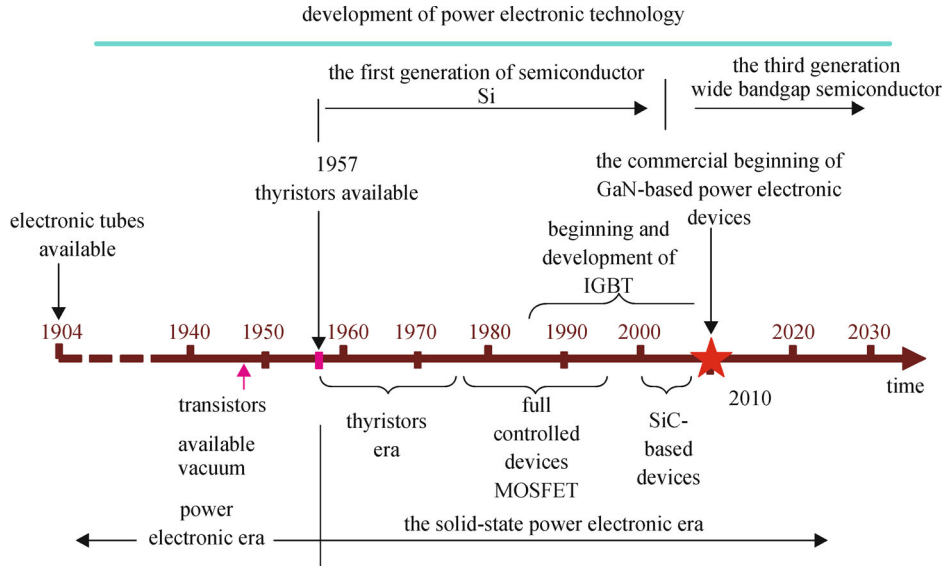 development of power electronic technology
the first generation of semiconductor
Si
the third generation
wide bandgap semiconductor
1957
thyristors available
the commercial beginning of
GaN-based power electronic
devices
electronic tubes
available
beginning and
development of
IGBT
1904
1940
1950
1960
1970
1980
1990
2000
2020
2030
time
2010
transistors
available
vacuum
power
electronic era
thyristors
era
full
controlled
devices
MOSFET
SiC-
based
devices
the solid-state power electronic era